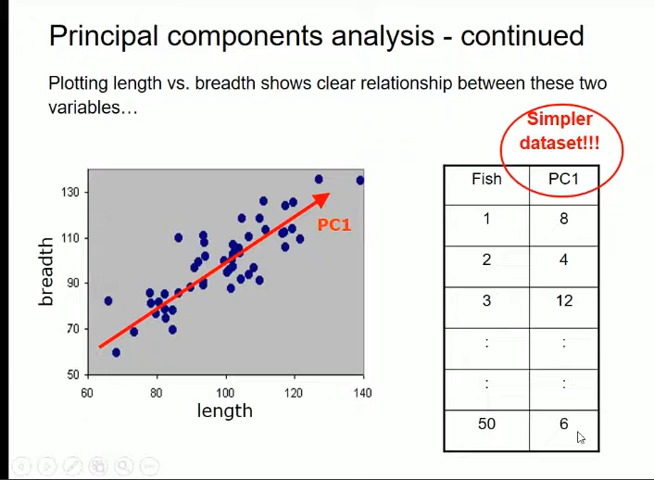 Principal components analysis - continued
Plotting length vs. breadth shows clear relationship between these two
variables…
Simpler
dataset!!!
Fish PC1
1 8
2 4
3 12
: :
: :
50 6
130
110
90
70
50
breadth
PC1
60 80 100 120 140
length